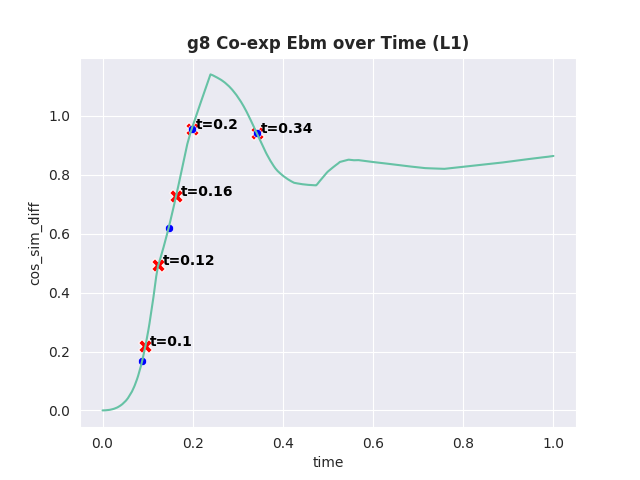 g8 Co-exp Ebm over Time (L1)
1.0
0.8
0.6
0.4
0.2
0.0
cos_sim_diff
t=0.2
t=0.34
t=0.16
t=0.12
t=0.1
0.0 0.2 0.4 0.6 0.8 1.0
time